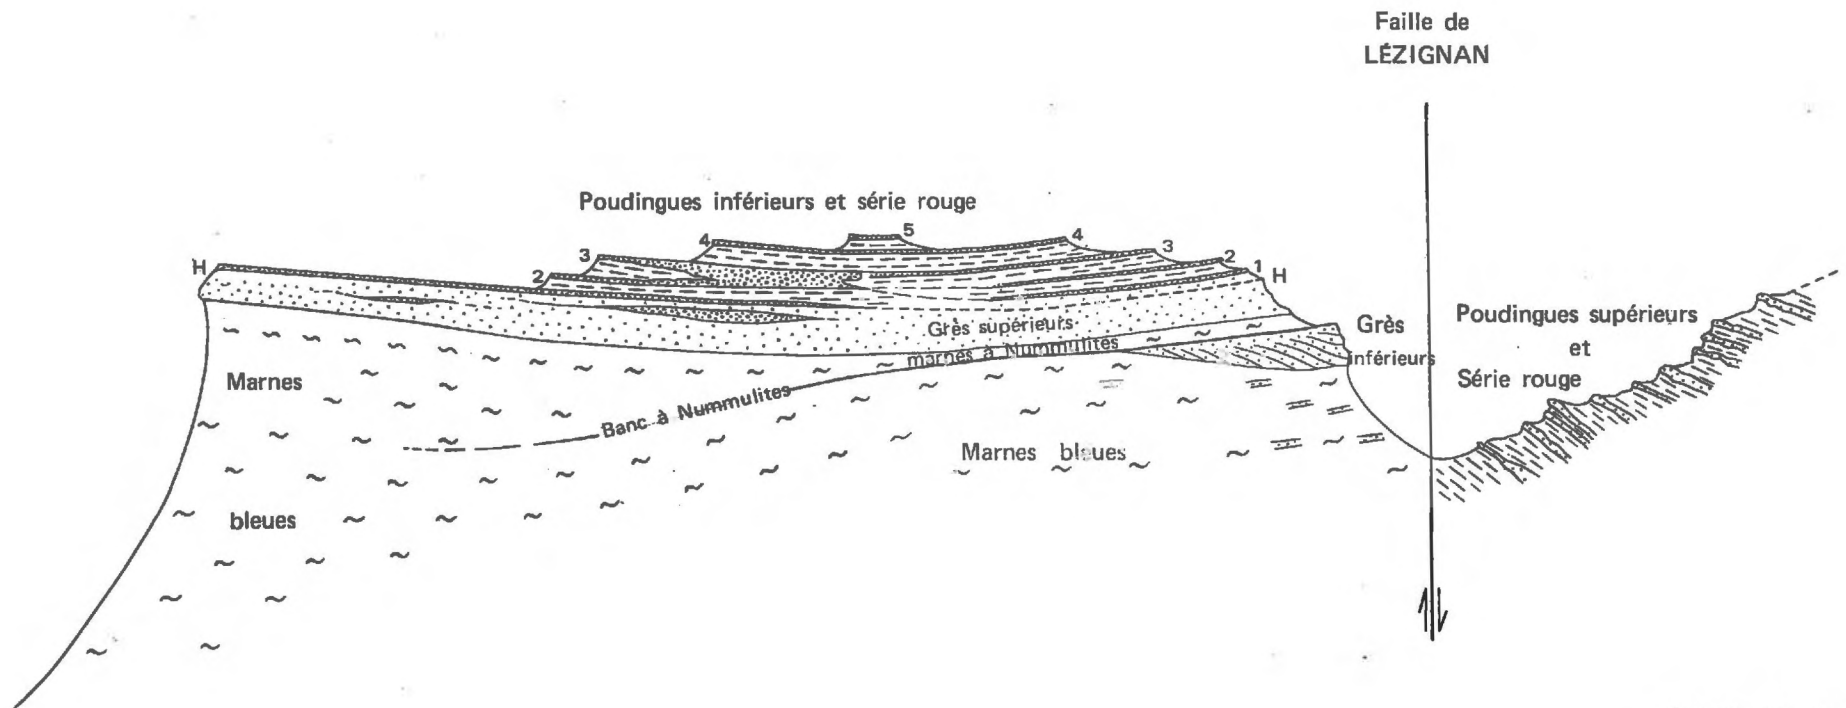 Faille de
LÉZIGNAN
Poudingues inférieurs et série rouge
5
4
4
3
3
2
2
1
H
H
Grès supérieurs
marnes à Nummulites
Grès
inférieurs
Poudingues supérieurs
et
Série rouge
Marnes
bleues
Banc à Nummulites
Marnes bleues